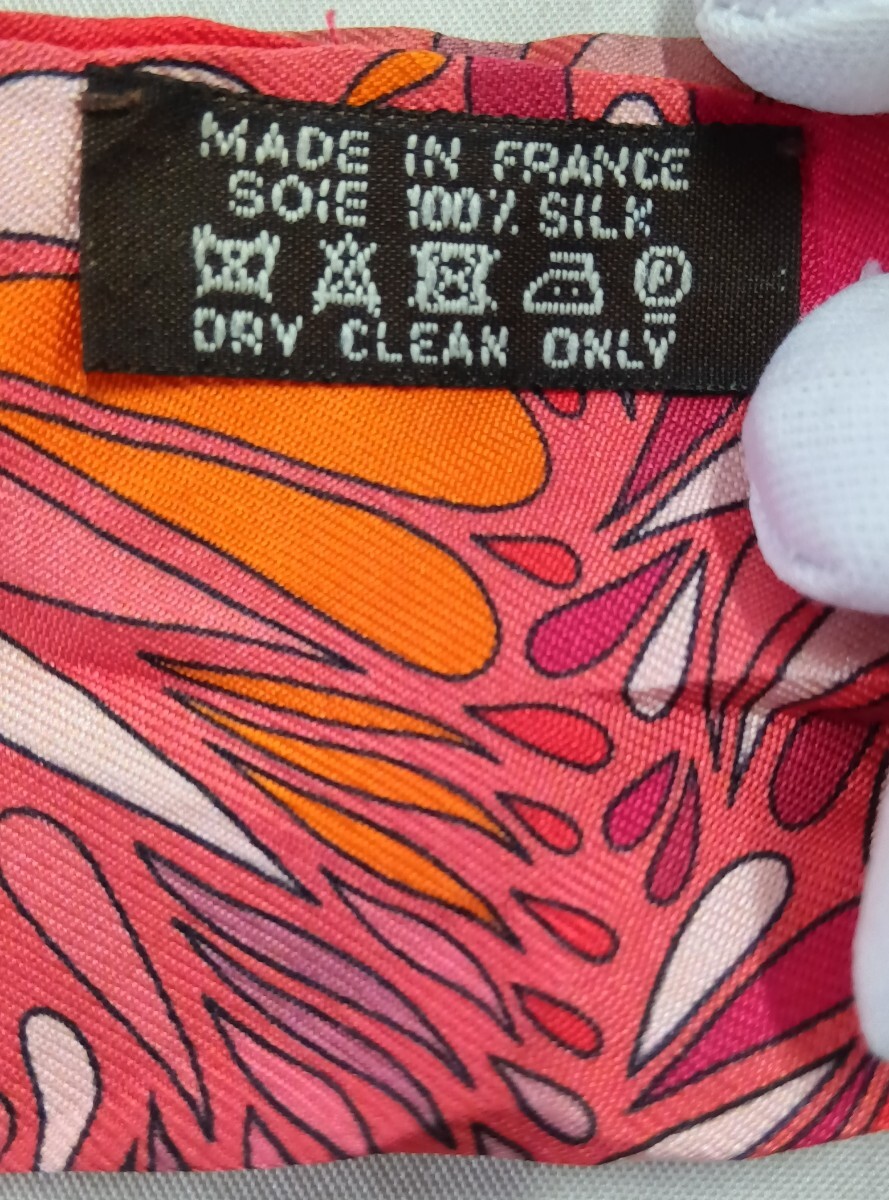 MADE IN FRANCE
SOIE 100% SILK
P
DRY CLEAN ONLY